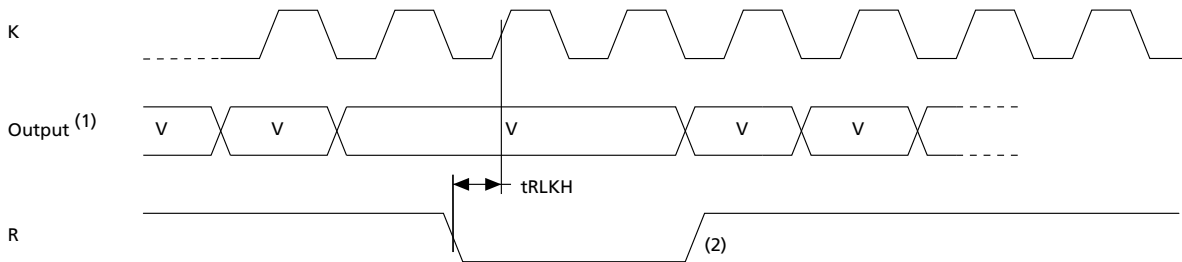 K
Output (1)
V V V V V
tRLKH
R
(2)